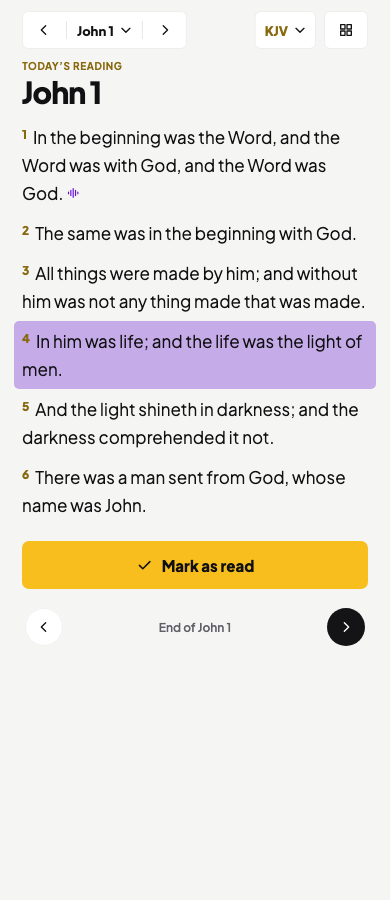 John 1
KJV
TODAY'S READING
John 1
1 In the beginning was the Word, and the
Word was with God, and the Word was
God.
2 The same was in the beginning with God.
3 All things were made by him; and without
him was not any thing made that was made.
4 In him was life; and the life was the light of
men.
5 And the light shineth in darkness; and the
darkness comprehended it not.
6 There was a man sent from God, whose
name was John.
Mark as read
End of John 1